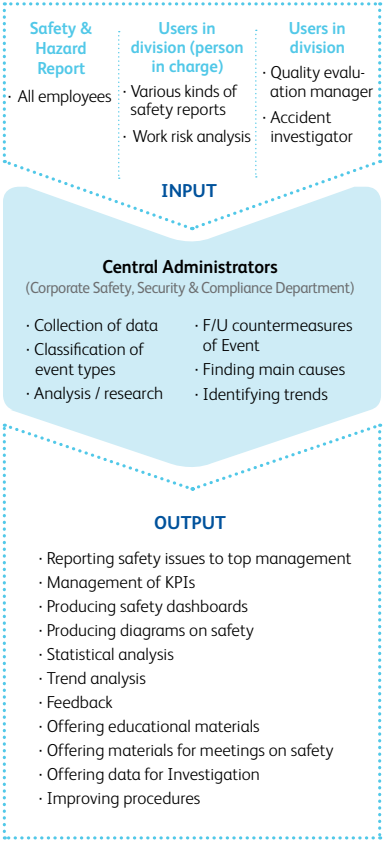 Safety &
Hazard
Report
· All employees
Users in
division (person
in charge)
· Various kinds of
safety reports
· Work risk analysis
Users in
division
· Quality evalu-
ation manager
· Accident
investigator
INPUT
Central Administrators
(Corporate Safety, Security & Compliance Department)
· Collection of data
· Classification of
event types
· Analysis / research
· F/U countermeasures
of Event
· Finding main causes
· Identifying trends
OUTPUT
· Reporting safety issues to top management
· Management of KPIs
· Producing safety dashboards
· Producing diagrams on safety
· Statistical analysis
· Trend analysis
· Feedback
· Offering educational materials
· Offering materials for meetings on safety
· Offering data for Investigation
· Improving procedures